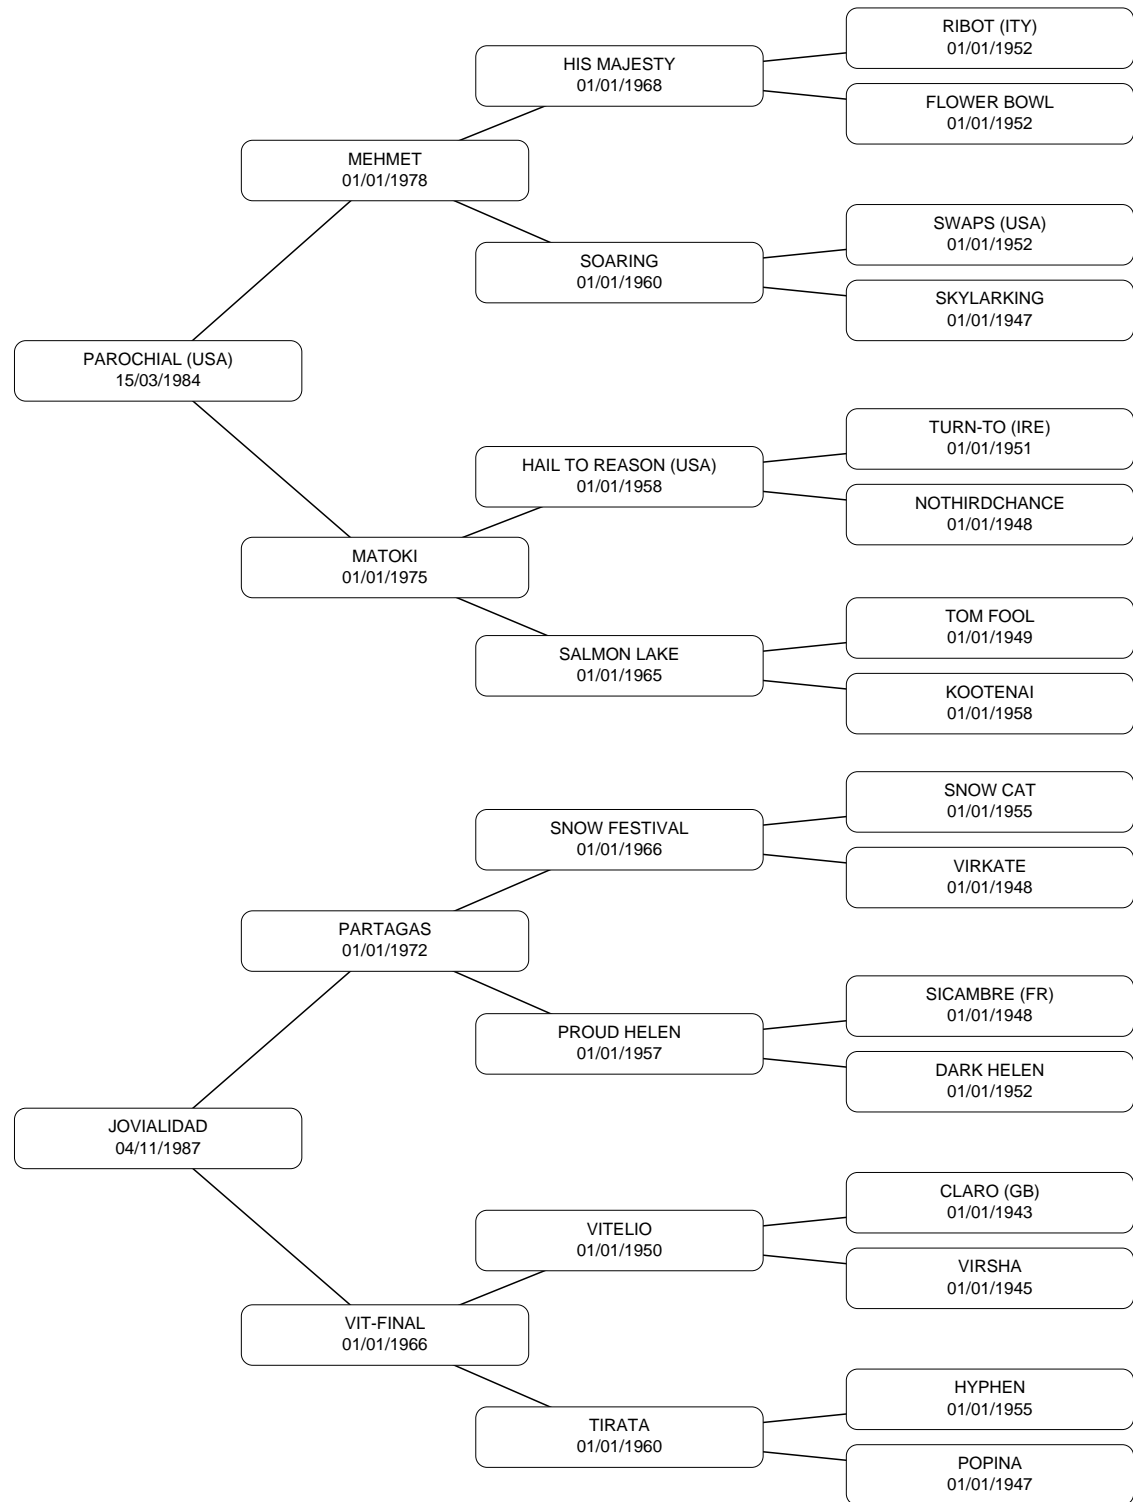 RIBOT (ITY)
01/01/1952
HIS MAJESTY
01/01/1968
FLOWER BOWL
01/01/1952
MEHMET
01/01/1978
SWAPS (USA)
01/01/1952
SOARING
01/01/1960
SKYLARKING
01/01/1947
PAROCHIAL (USA)
15/03/1984
TURN-TO (IRE)
01/01/1951
HAIL TO REASON (USA)
01/01/1958
NOTHIRDCHANCE
01/01/1948
MATOKI
01/01/1975
TOM FOOL
01/01/1949
SALMON LAKE
01/01/1965
KOOTENAI
01/01/1958
SNOW CAT
01/01/1955
SNOW FESTIVAL
01/01/1966
VIRKATE
01/01/1948
PARTAGAS
01/01/1972
SICAMBRE (FR)
01/01/1948
PROUD HELEN
01/01/1957
DARK HELEN
01/01/1952
JOVIALIDAD
04/11/1987
CLARO (GB)
01/01/1943
VITELIO
01/01/1950
VIRSHA
01/01/1945
VIT-FINAL
01/01/1966
HYPHEN
01/01/1955
TIRATA
01/01/1960
POPINA
01/01/1947